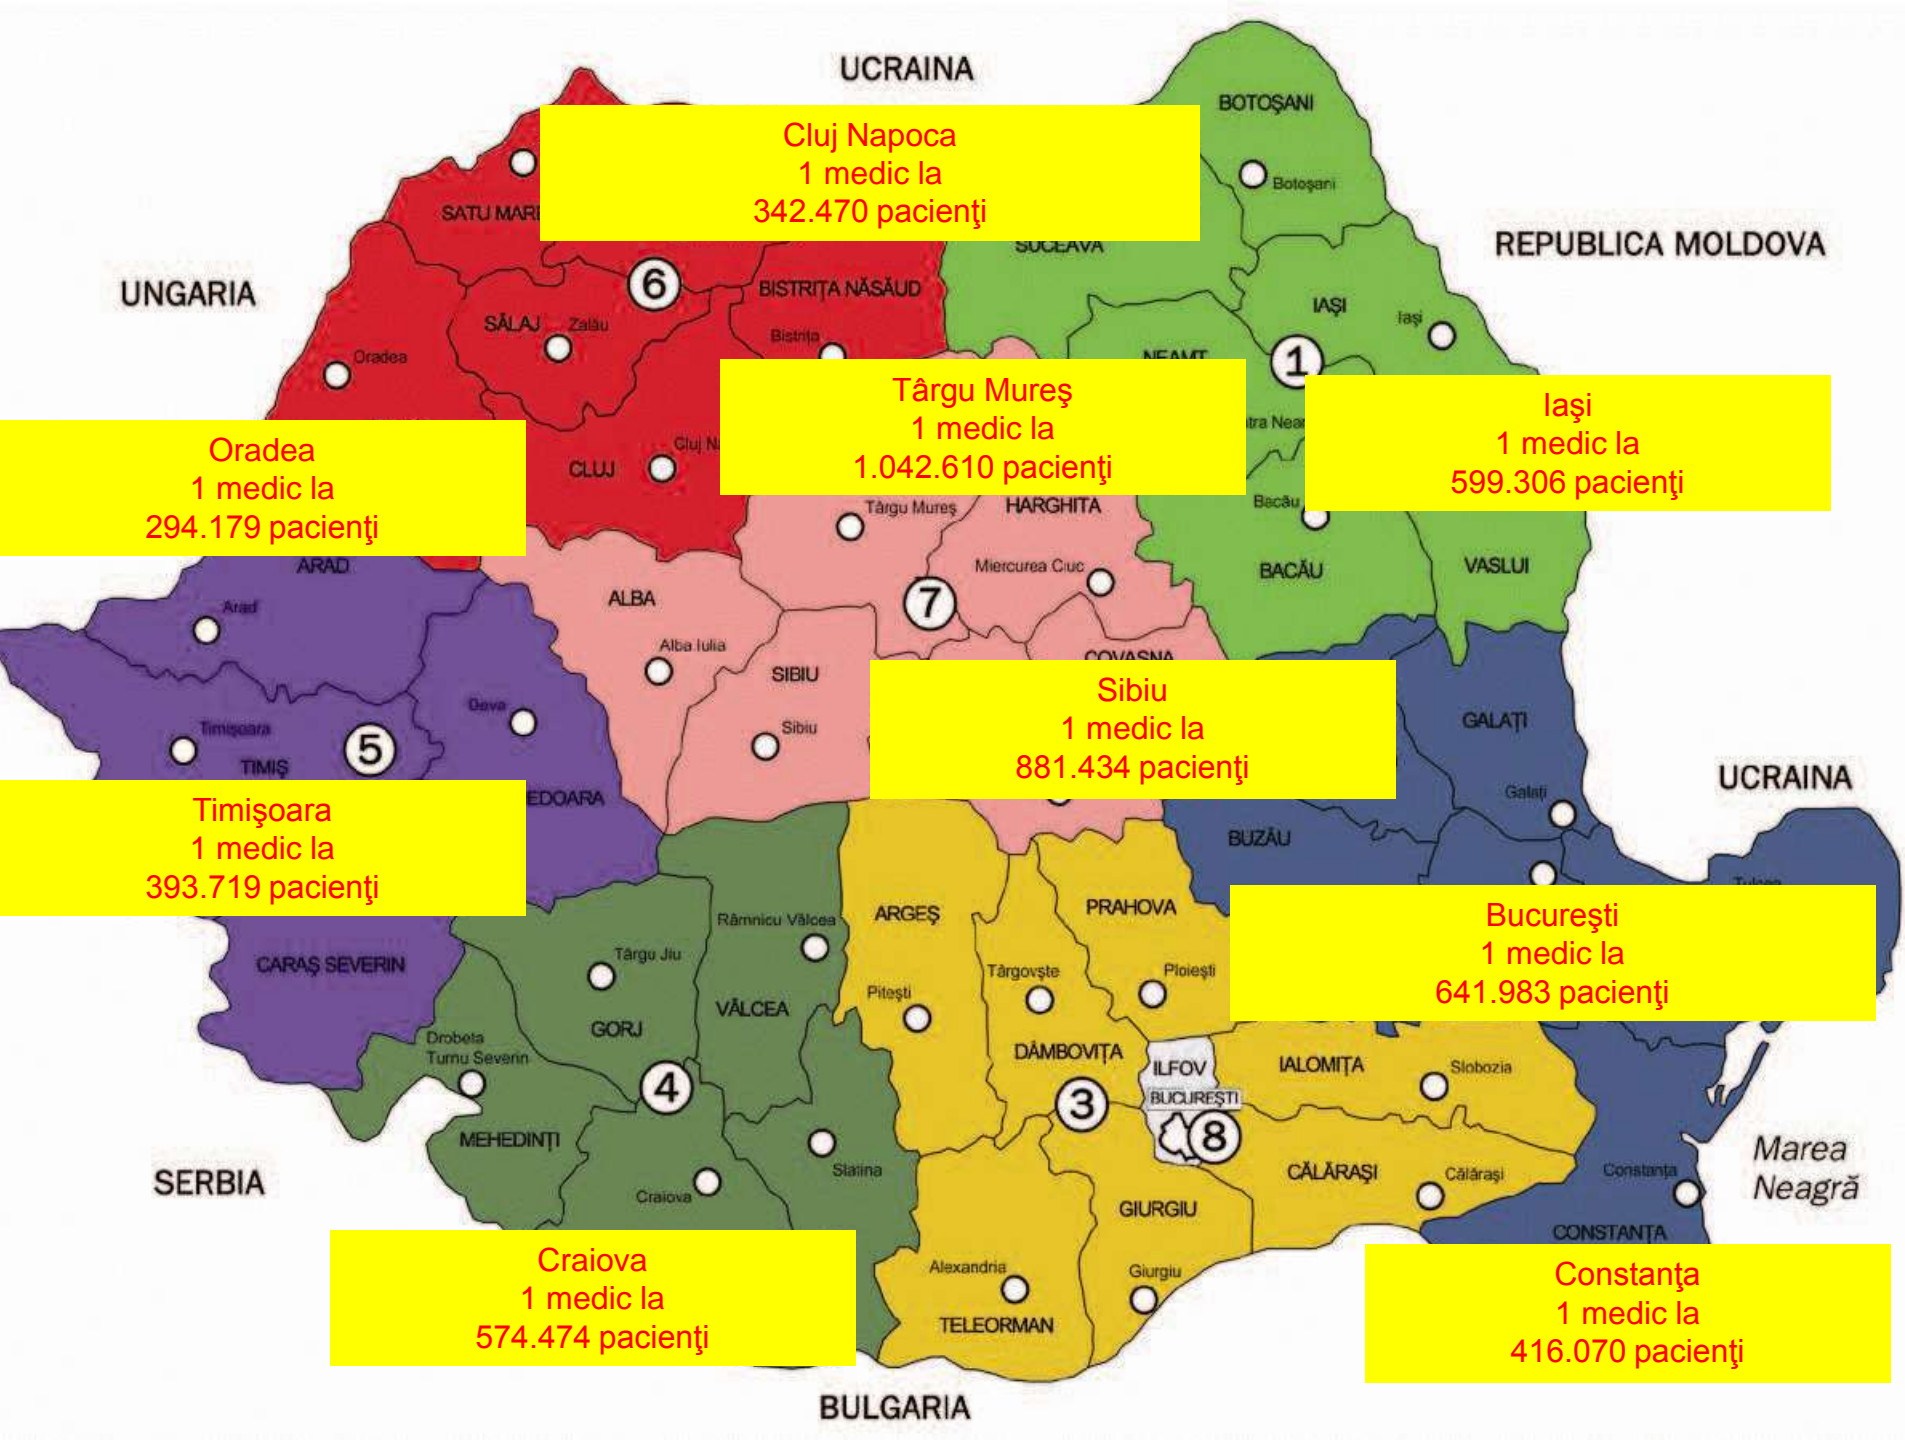 UCRAINA
BOTOŞANI
Cluj Napoca
1 medic la
342.470 pacienţi
Botoşani
SATU MARE
SUCEAVA
REPUBLICA MOLDOVA
UNGARIA
6
BISTRIŢA NĂSĂUD
IAŞI
Iaşi
SĂLAJ
Zalău
Bistriţa
Oradea
NEAMŢ
1
Târgu Mureş
1 medic la
1.042.610 pacienţi
Iaşi
1 medic la
599.306 pacienţi
Oradea
1 medic la
294.179 pacienţi
CLUJ
Cluj Na
tra Near
Târgu Mureş
HARGHITA
Bacău
ARAD
Miercurea Ciuc
BACĂU
VASLUI
Arad
ALBA
7
Alba Iulia
COVASNA
SIBIU
Sibiu
1 medic la
881.434 pacienţi
Deva
GALAŢI
Timişoara
Sibiu
5
TIMIŞ
UCRAINA
Galaţi
Timişoara
1 medic la
393.719 pacienţi
EDOARA
BUZĂU
Tulcea
Bucureşti
1 medic la
641.983 pacienţi
Râmnicu Vâlcea
ARGEŞ
PRAHOVA
CARAŞ SEVERIN
Târgu Jiu
Târgovşte
Ploieşti
Piteşti
VÂLCEA
GORJ
Drobeta
Turnu Severin
DÂMBOVIŢA
ILFOV
IALOMIŢA
Slobozia
4
3
BUCUREŞTI
8
MEHEDINŢI
Slatina
CĂLĂRAŞI
Călăraşi
Constanţa
Marea
Neagră
SERBIA
Craiova
GIURGIU
CONSTANŢA
Craiova
1 medic la
574.474 pacienţi
Alexandria
Giurgiu
TELEORMAN
Constanţa
1 medic la
416.070 pacienţi
BULGARIA